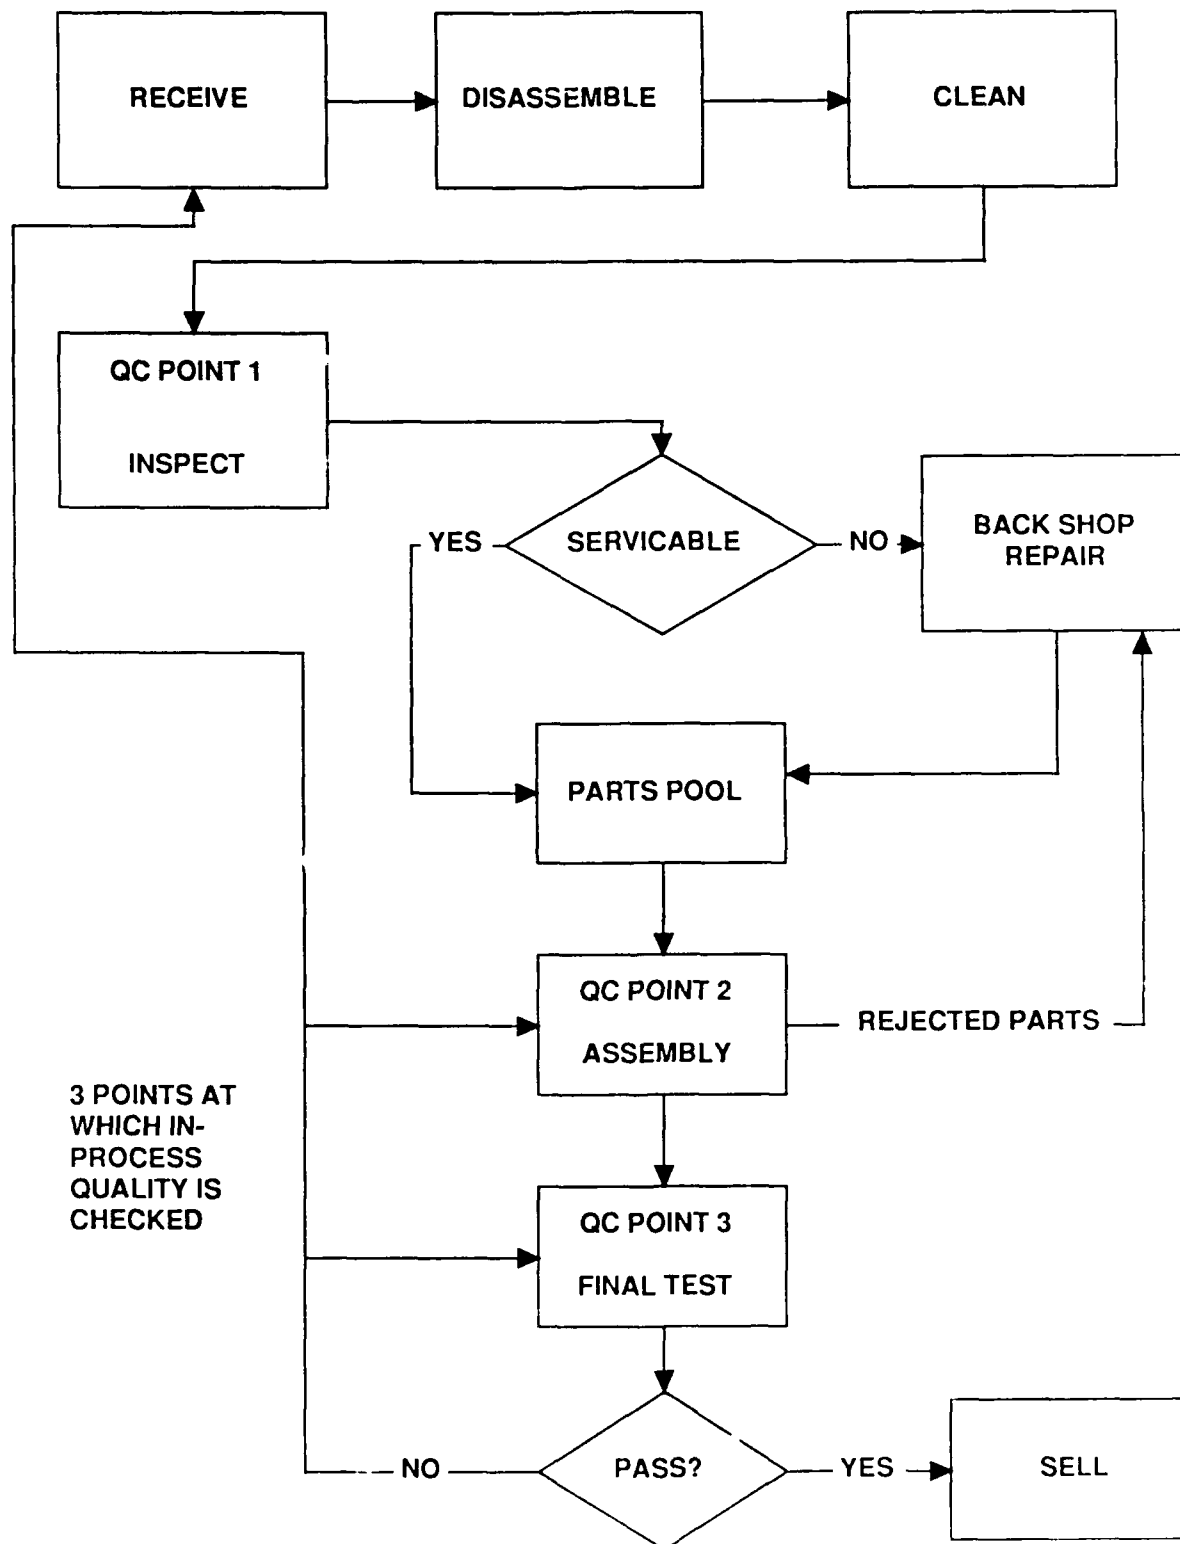 RECEIVE
DISASSEMBLE
CLEAN
QC POINT 1
INSPECT
YES
SERVICABLE
NO
BACK SHOP
REPAIR
PARTS POOL
QC POINT 2
ASSEMBLY
REJECTED PARTS
3 POINTS AT
WHICH IN-
PROCESS
QUALITY IS
CHECKED
QC POINT 3
FINAL TEST
NO
PASS?
YES
SELL